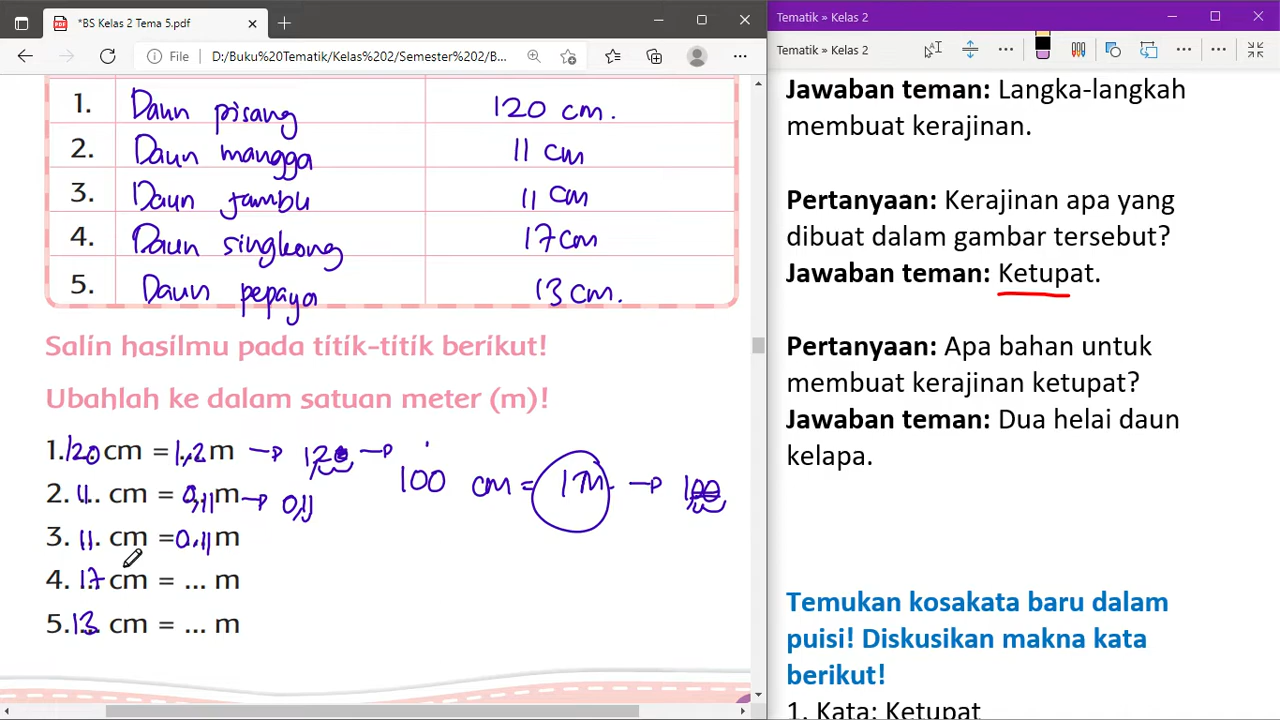 *BS Kelas 2 Tema 5.pdf
File
D:/Buku%20Tematik/Kelas%202/Semester%202/B...
1. Daun pisang 120 cm.
2. Daun mangga 11 cm
3. Daun jambu 11 cm
4. Daun singkong 17 cm
5. Daun pepaya 13 cm.
Salin hasilmu pada titik-titik berikut!
Ubahlah ke dalam satuan meter (m)!
1. 120 cm = 1,2 m → 120 →
100 cm = 1 m → 100
2. 11. cm = 0,11 m → 0,11
3. 11. cm = 0,11 m
4. 17 cm = ... m
5. 13 cm = ... m
Tematik » Kelas 2
Tematik » Kelas 2
Jawaban teman: Langka-langkah
membuat kerajinan.
Pertanyaan: Kerajinan apa yang
dibuat dalam gambar tersebut?
Jawaban teman: Ketupat.
Pertanyaan: Apa bahan untuk
membuat kerajinan ketupat?
Jawaban teman: Dua helai daun
kelapa.
Temukan kosakata baru dalam
puisi! Diskusikan makna kata
berikut!
1. Kata: Ketupat